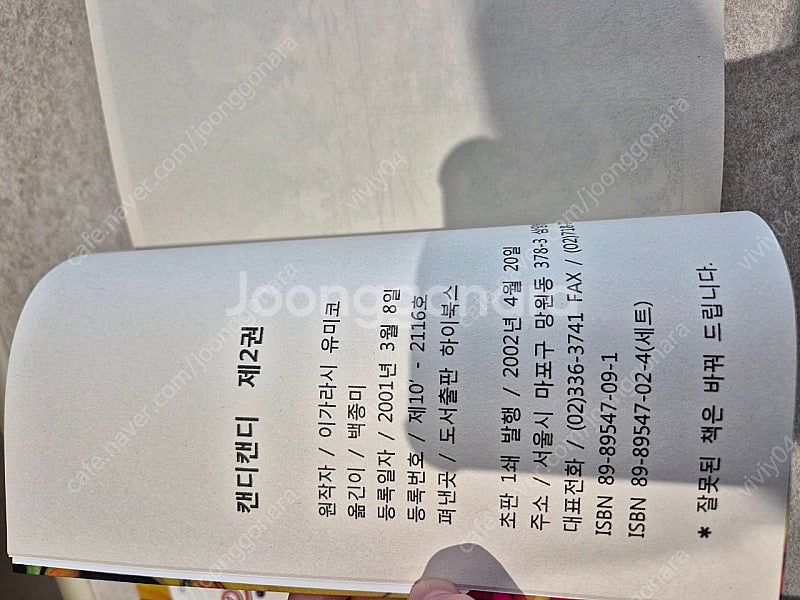 캔디캔디 제2권
원작자 / 이가라시 유미코
옮긴이 / 백종미
등록일자 / 2001년 3월 8일
등록번호 / 제10' - 2116호
펴낸곳 / 도서출판 하이북스
초판 1쇄 발행 / 2002년 4월 20일
주소 / 서울시 마포구 망원동 378-3
대표전화 / (02)336-3741 FAX /
ISBN 89-89547-09-1
ISBN 89-89547-02-4(세트)
* 잘못된 책은 바꿔 드립니다.
Joonggonara
cafe.naver.com/joonggonara
viviy04